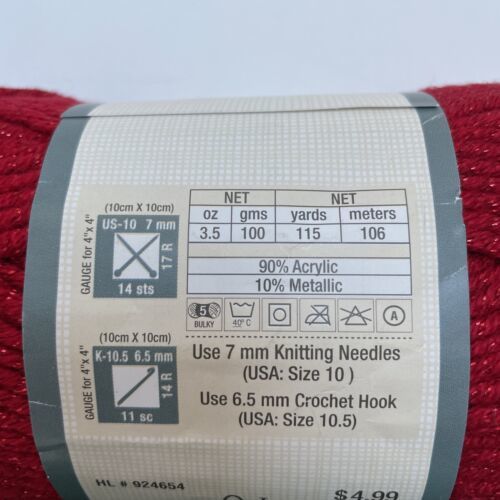 (10cm X 10cm)
GAUGE for 4"x 4"
US-10 7 mm
17 R
14 sts
NET NET
oz gms yards meters
3.5 100 115 106
90% Acrylic
10% Metallic
5
BULKY
40°C
A
(10cm X 10cm)
GAUGE for 4"x 4"
K-10.5 6.5 mm
14 R
11 sc
Use 7 mm Knitting Needles
(USA: Size 10 )
Use 6.5 mm Crochet Hook
(USA: Size 10.5)
HL # 924654
$4.99